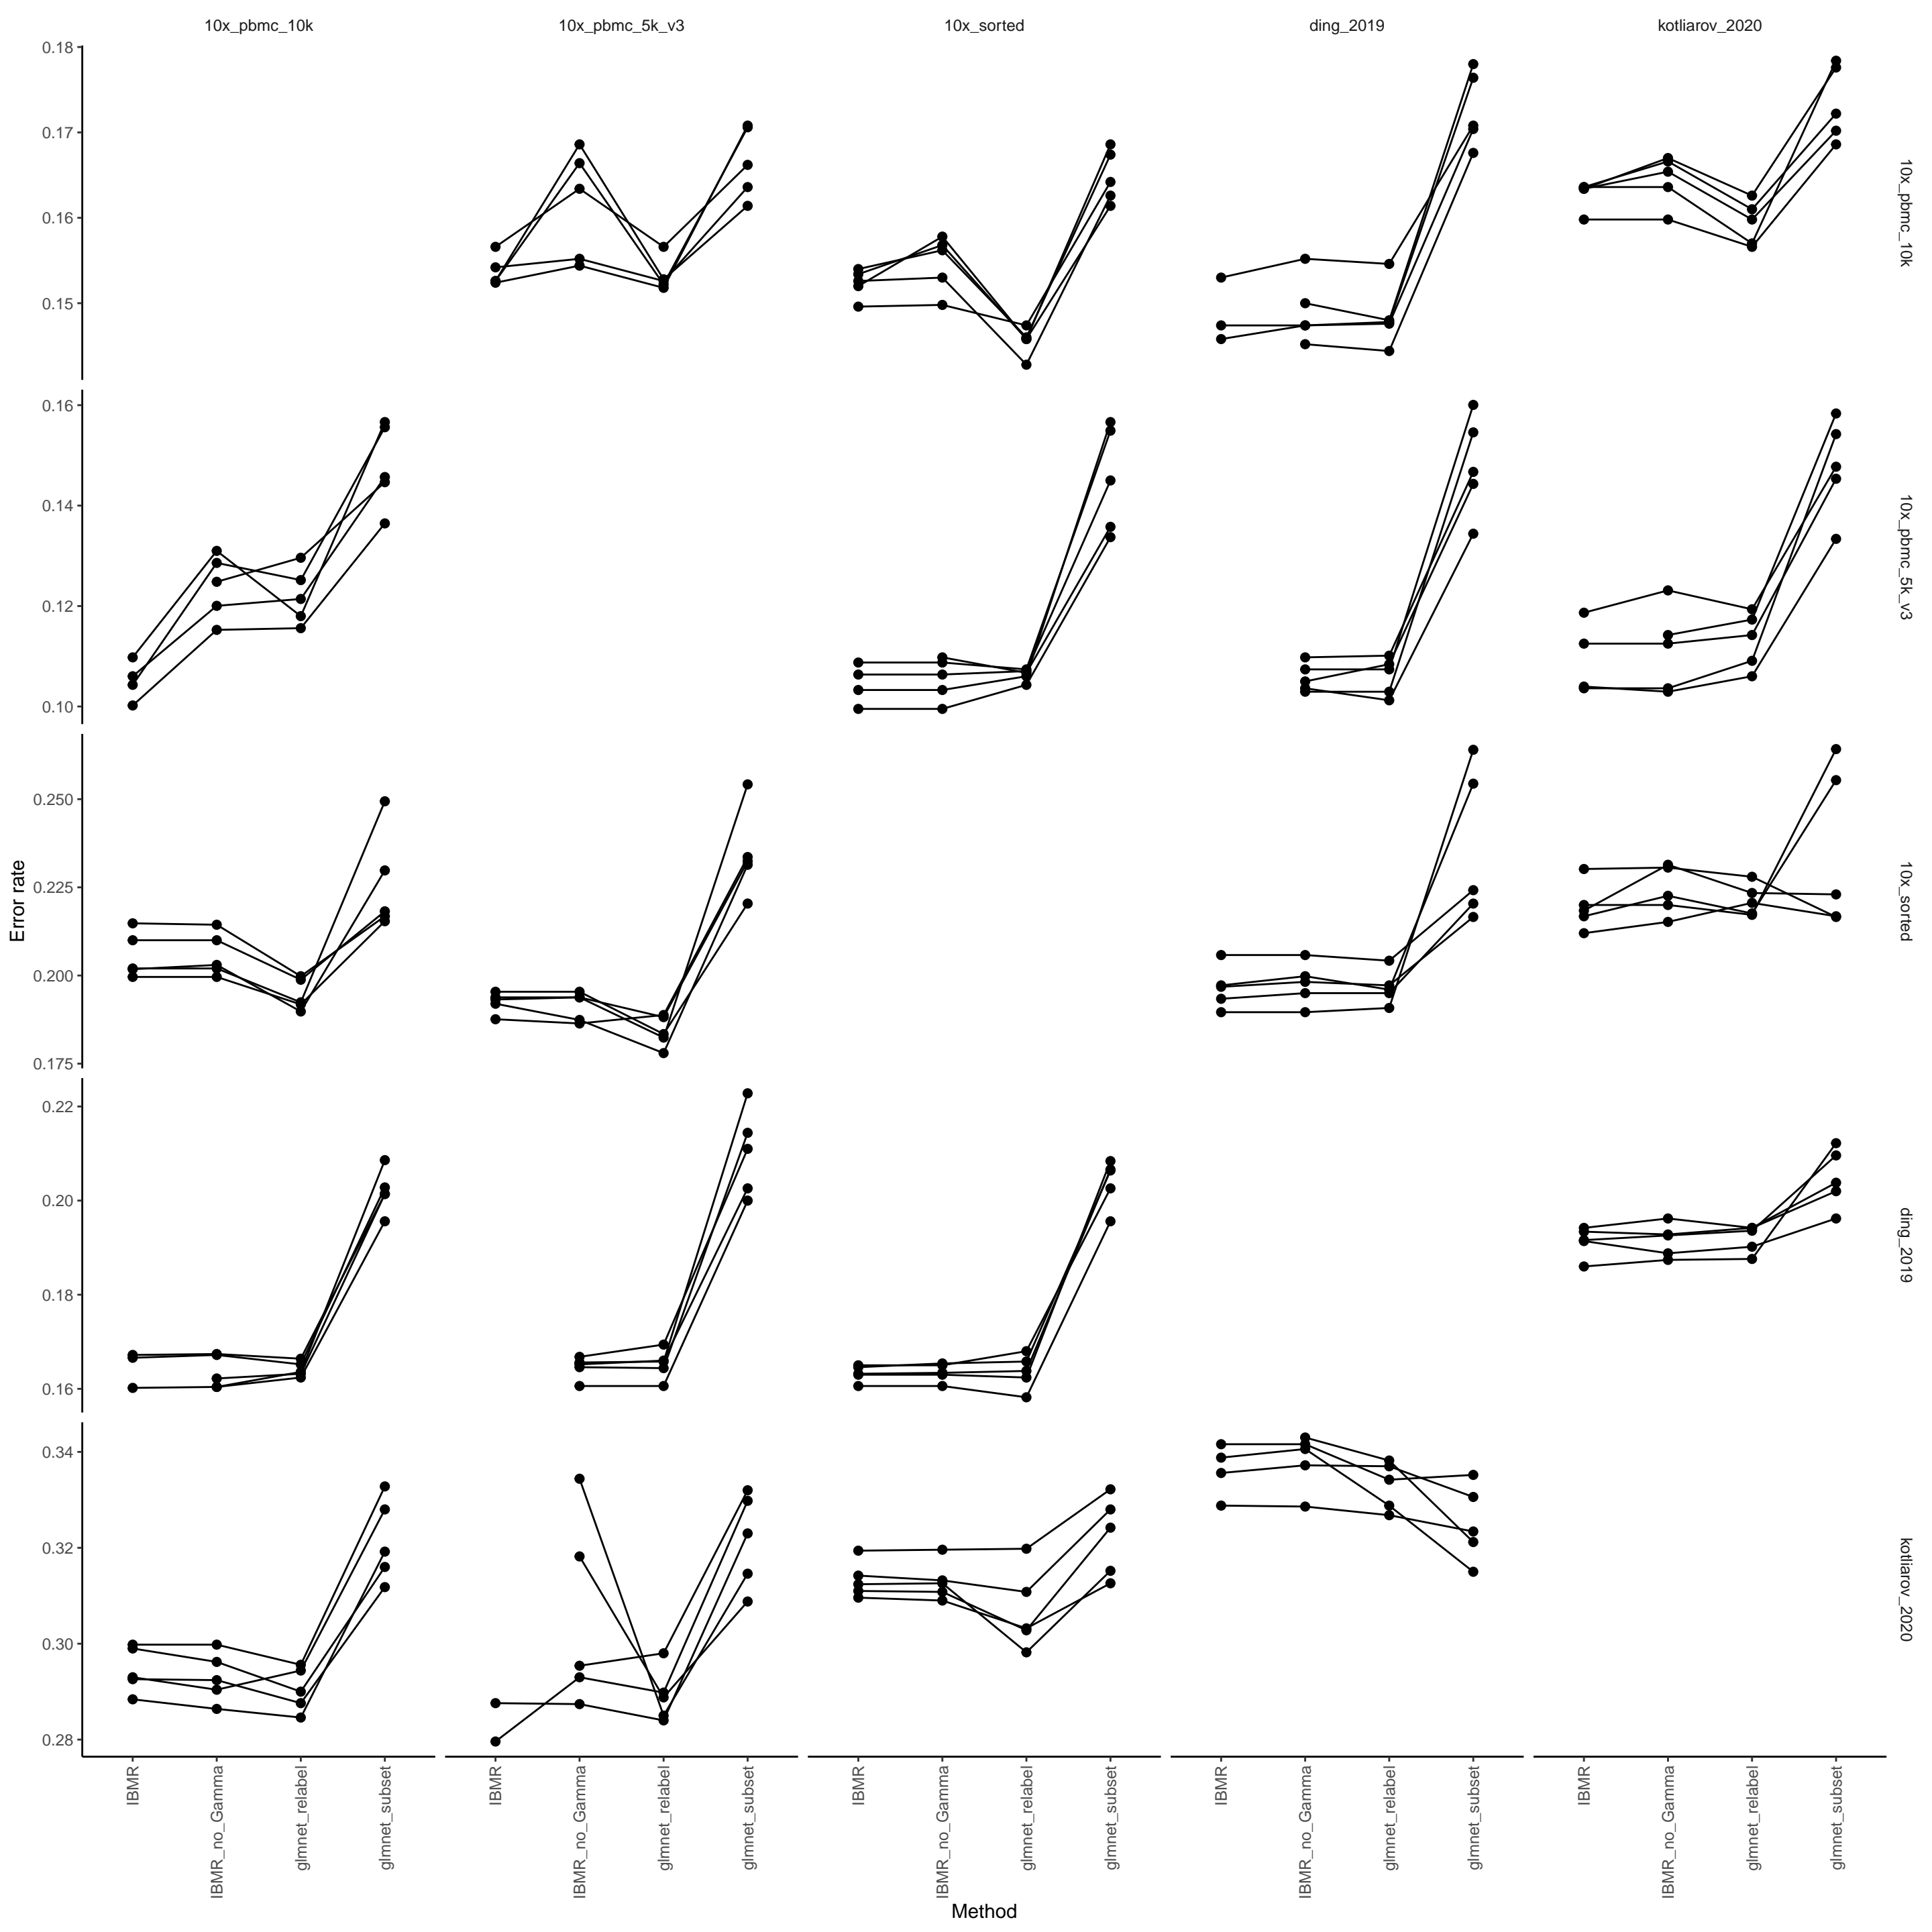 10x_pbmc_10k 10x_pbmc_5k_v3 10x_sorted ding_2019 kotliarov_2020
0.18
0.17
0.16
0.15
10x_pbmc_10k
0.16
0.14
0.12
0.10
10x_pbmc_5k_v3
0.250
0.225
0.200
0.175
10x_sorted
Error rate
0.22
0.20
0.18
0.16
ding_2019
0.34
0.32
0.30
0.28
kotliarov_2020
IBMR IBMR_no_Gamma glmnet_relabel glmnet_subset IBMR IBMR_no_Gamma glmnet_relabel glmnet_subset IBMR IBMR_no_Gamma glmnet_relabel glmnet_subset IBMR IBMR_no_Gamma glmnet_relabel glmnet_subset IBMR IBMR_no_Gamma glmnet_relabel glmnet_subset
Method